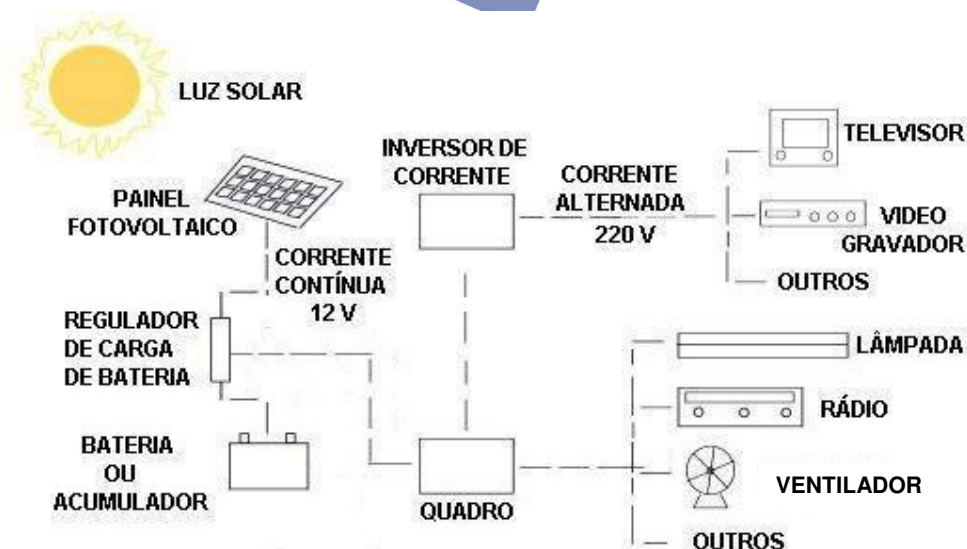 LUZ SOLAR
PAINEL
FOTOVOLTAICO
INVERSOR DE
CORRENTE
CORRENTE
ALTERNADA
220 V
TELEVISOR
VIDEO
GRAVADOR
OUTROS
CORRENTE
CONTÍNUA
12 V
REGULADOR
DE CARGA
DE BATERIA
LÂMPADA
RÁDIO
BATERIA
OU
ACUMULADOR
QUADRO
VENTILADOR
OUTROS